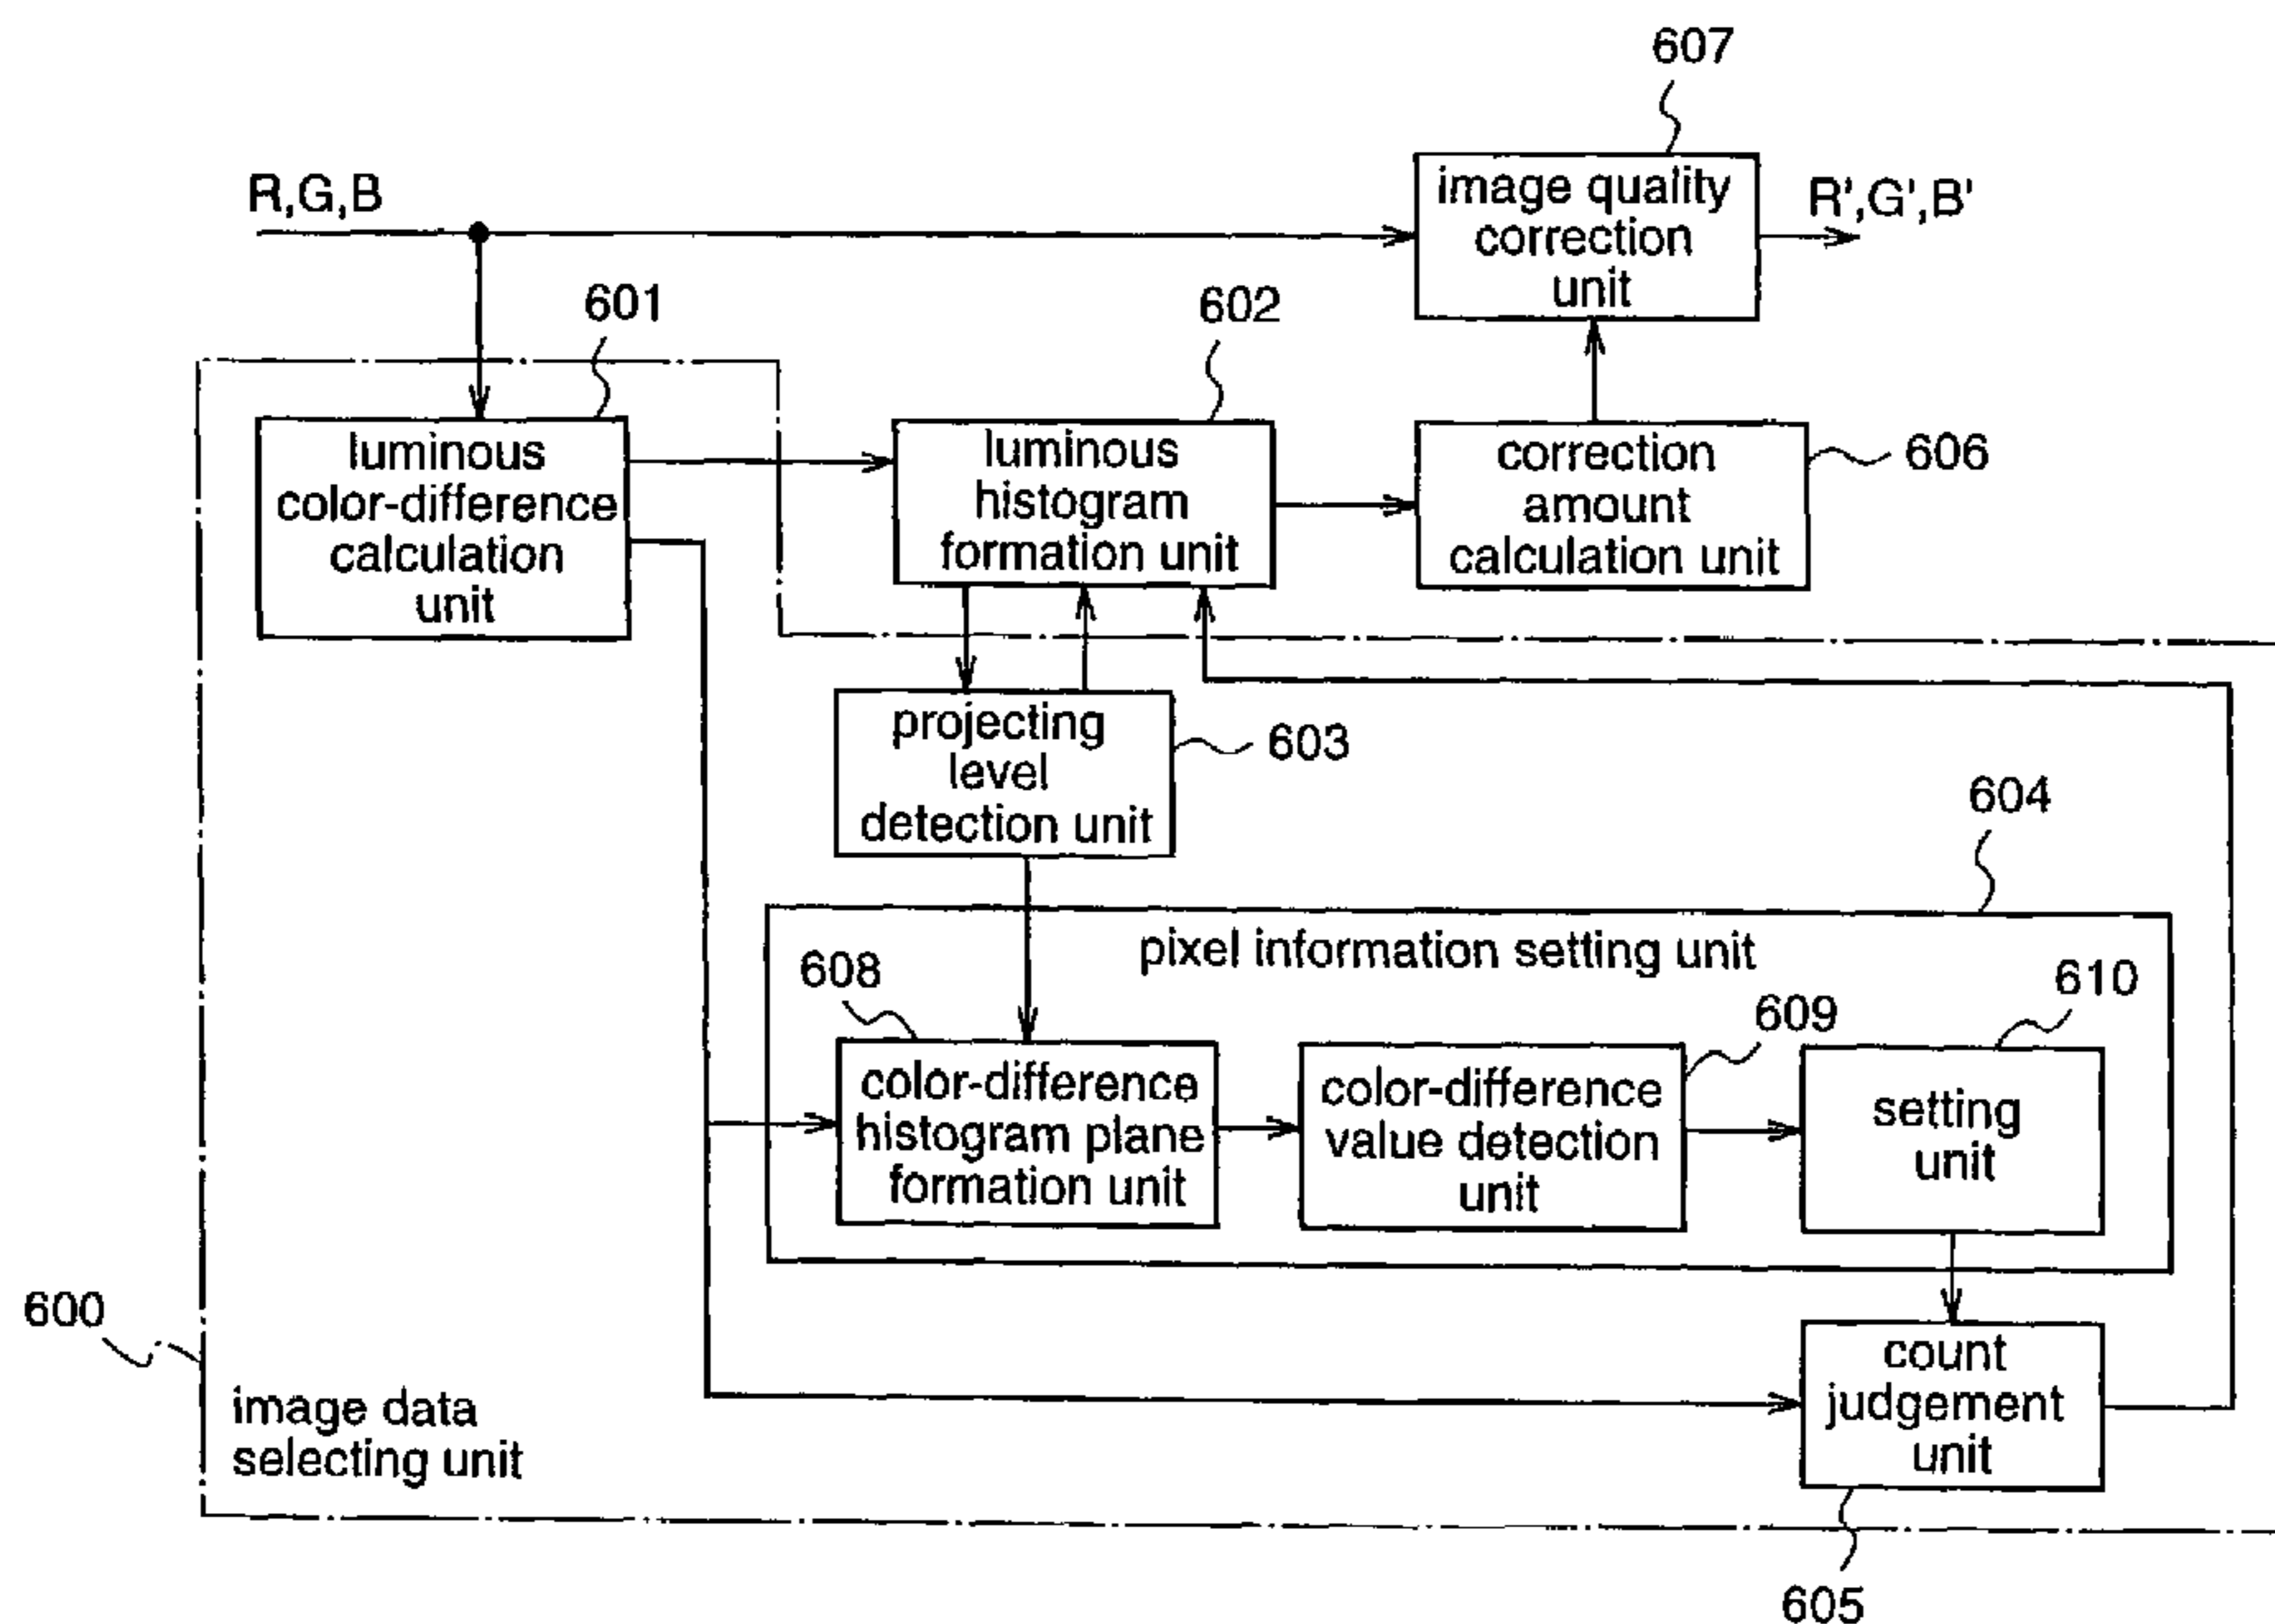 607
R,G,B
image quality
correction
unit
R',G',B'
601
602
luminous
color-difference
calculation
unit
luminous
histogram
formation unit
correction
amount
calculation unit
606
projecting
level
detection unit
603
604
pixel information setting unit
608
609
610
color-difference
histogram plane
formation unit
color-difference
value detection
unit
setting
unit
600
image data
selecting unit
count
judgement
unit
605